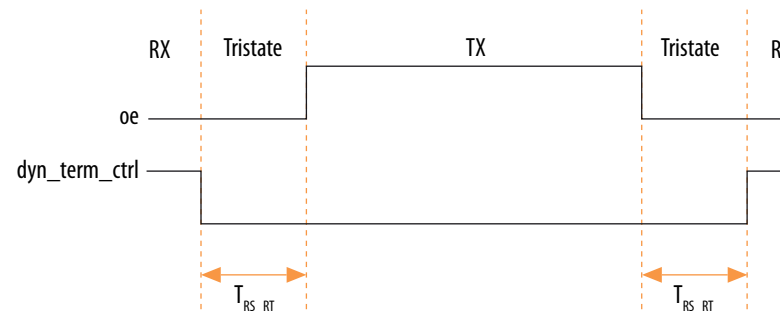 RX Tristate TX Tristate R
oe
dyn_term_ctrl
T_RS_RT T_RS_RT